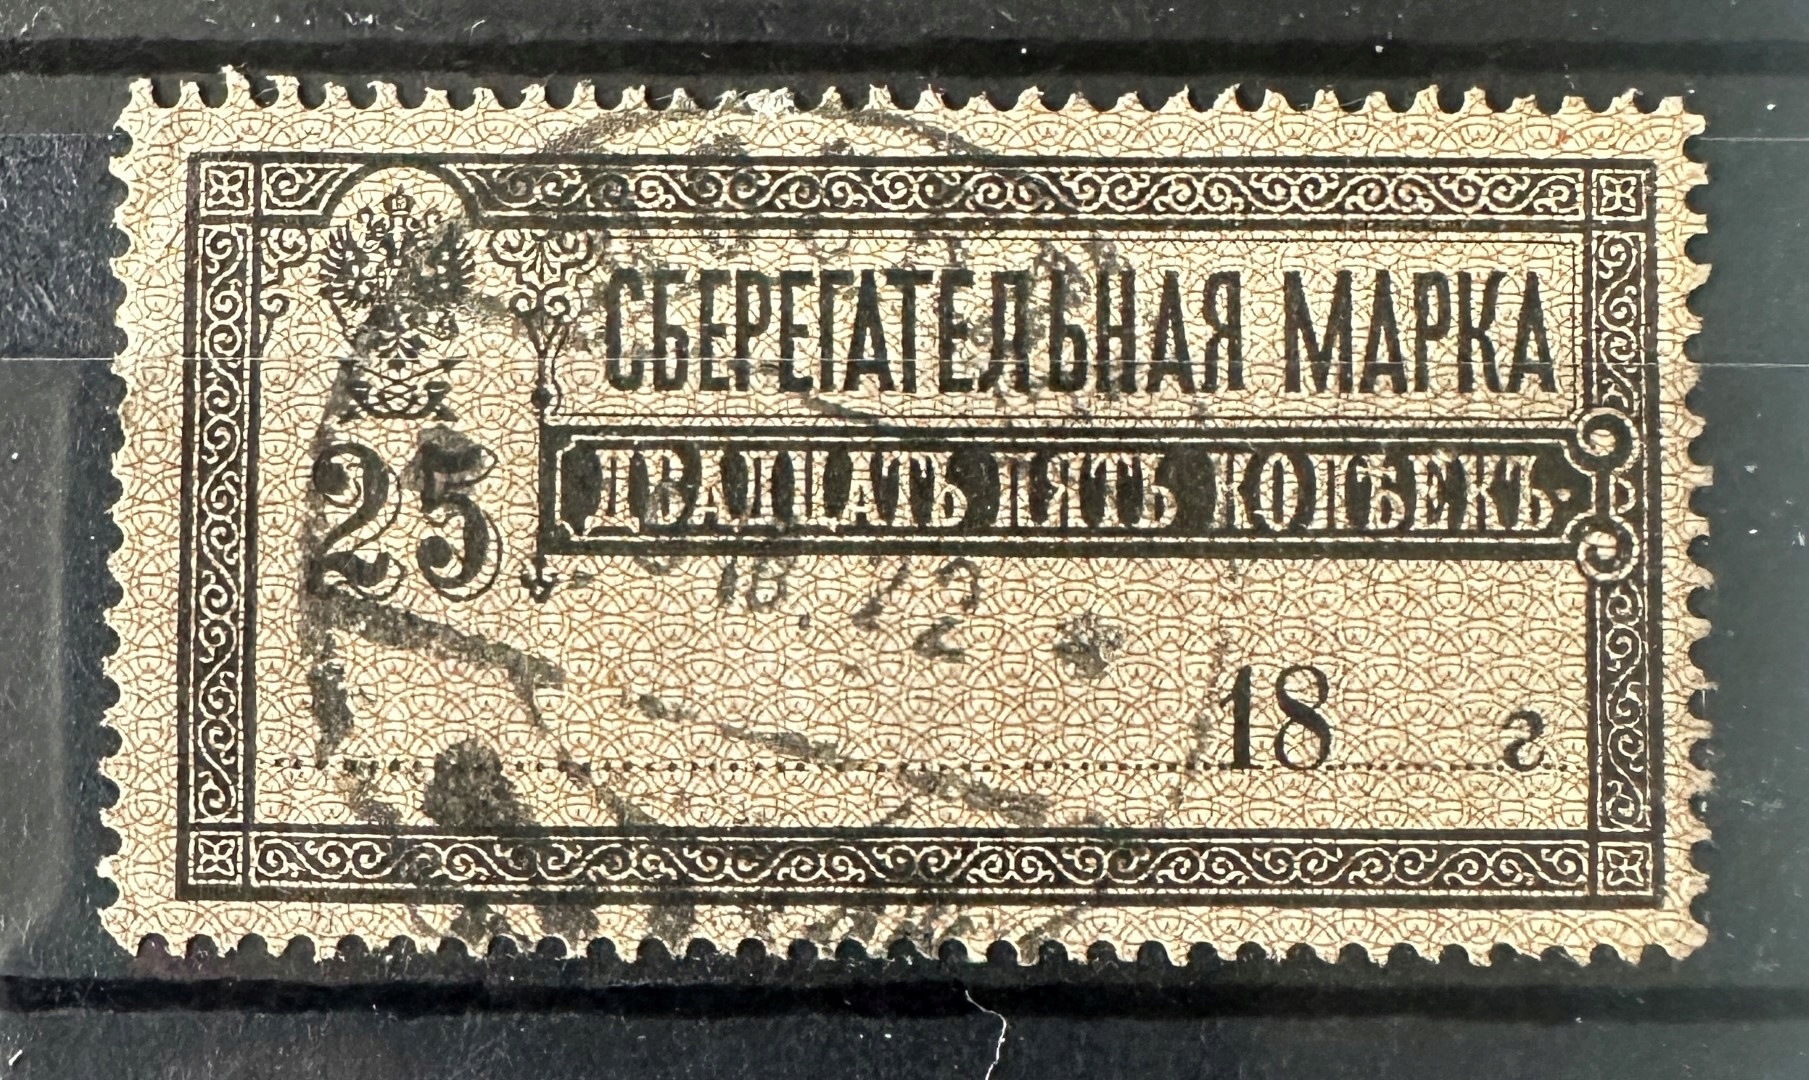 СБЕРЕГАТЕЛЬНАЯ МАРКА
25
ДВАДЦАТЬ ПЯТЬ КОПѢЕКЪ.
18 г